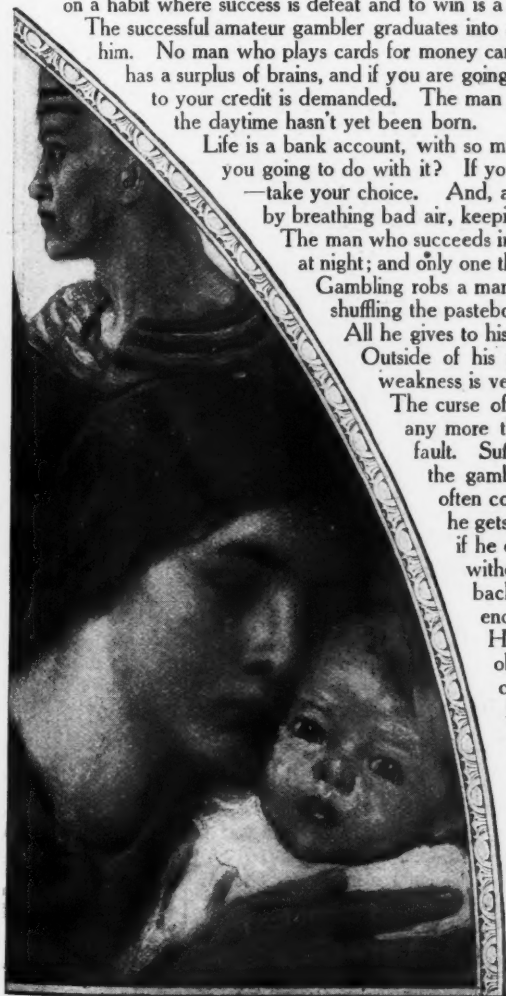 on a habit where success is defeat and to win is a
The successful amateur gambler graduates into
him. No man who plays cards for money can
has a surplus of brains, and if you are going
to your credit is demanded. The man
the daytime hasn't yet been born.
Life is a bank account, with so m
you going to do with it? If yo
—take your choice. And, a
by breathing bad air, keepi
The man who succeeds in
at night; and only one th
Gambling robs a man
shuffling the pastebo
All he gives to his
Outside of his
weakness is ve
The curse of
any more t
fault. Suf
the gambl
often co
he gets
if he
witho
back
enc
H
ol